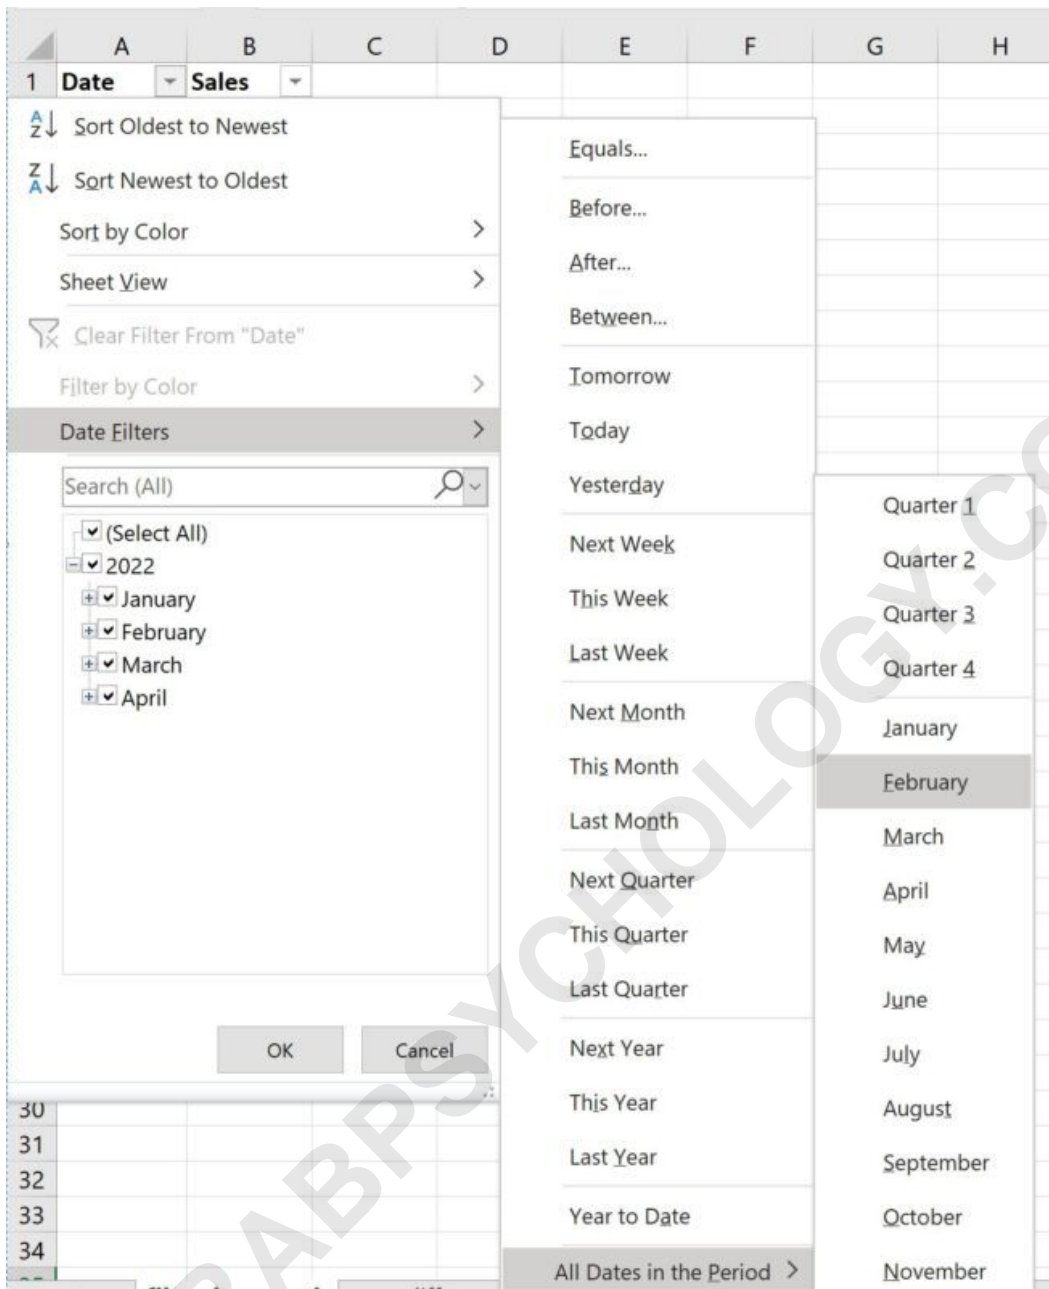 A B C D E F G H
1 Date Sales
Sort Oldest to Newest
Sort Newest to Oldest
Sort by Color
Sheet View
Clear Filter From "Date"
Filter by Color
Date Filters
Search (All)
(Select All)
2022
January
February
March
April
OK Cancel
30
31
32
33
34
Equals...
Before...
After...
Between...
Tomorrow
Today
Yesterday
Next Week
This Week
Last Week
Next Month
This Month
Last Month
Next Quarter
This Quarter
Last Quarter
Next Year
This Year
Last Year
Year to Date
All Dates in the Period
Quarter 1
Quarter 2
Quarter 3
Quarter 4
January
February
March
April
May
June
July
August
September
October
November
RABPSYCHOLOGY.CO